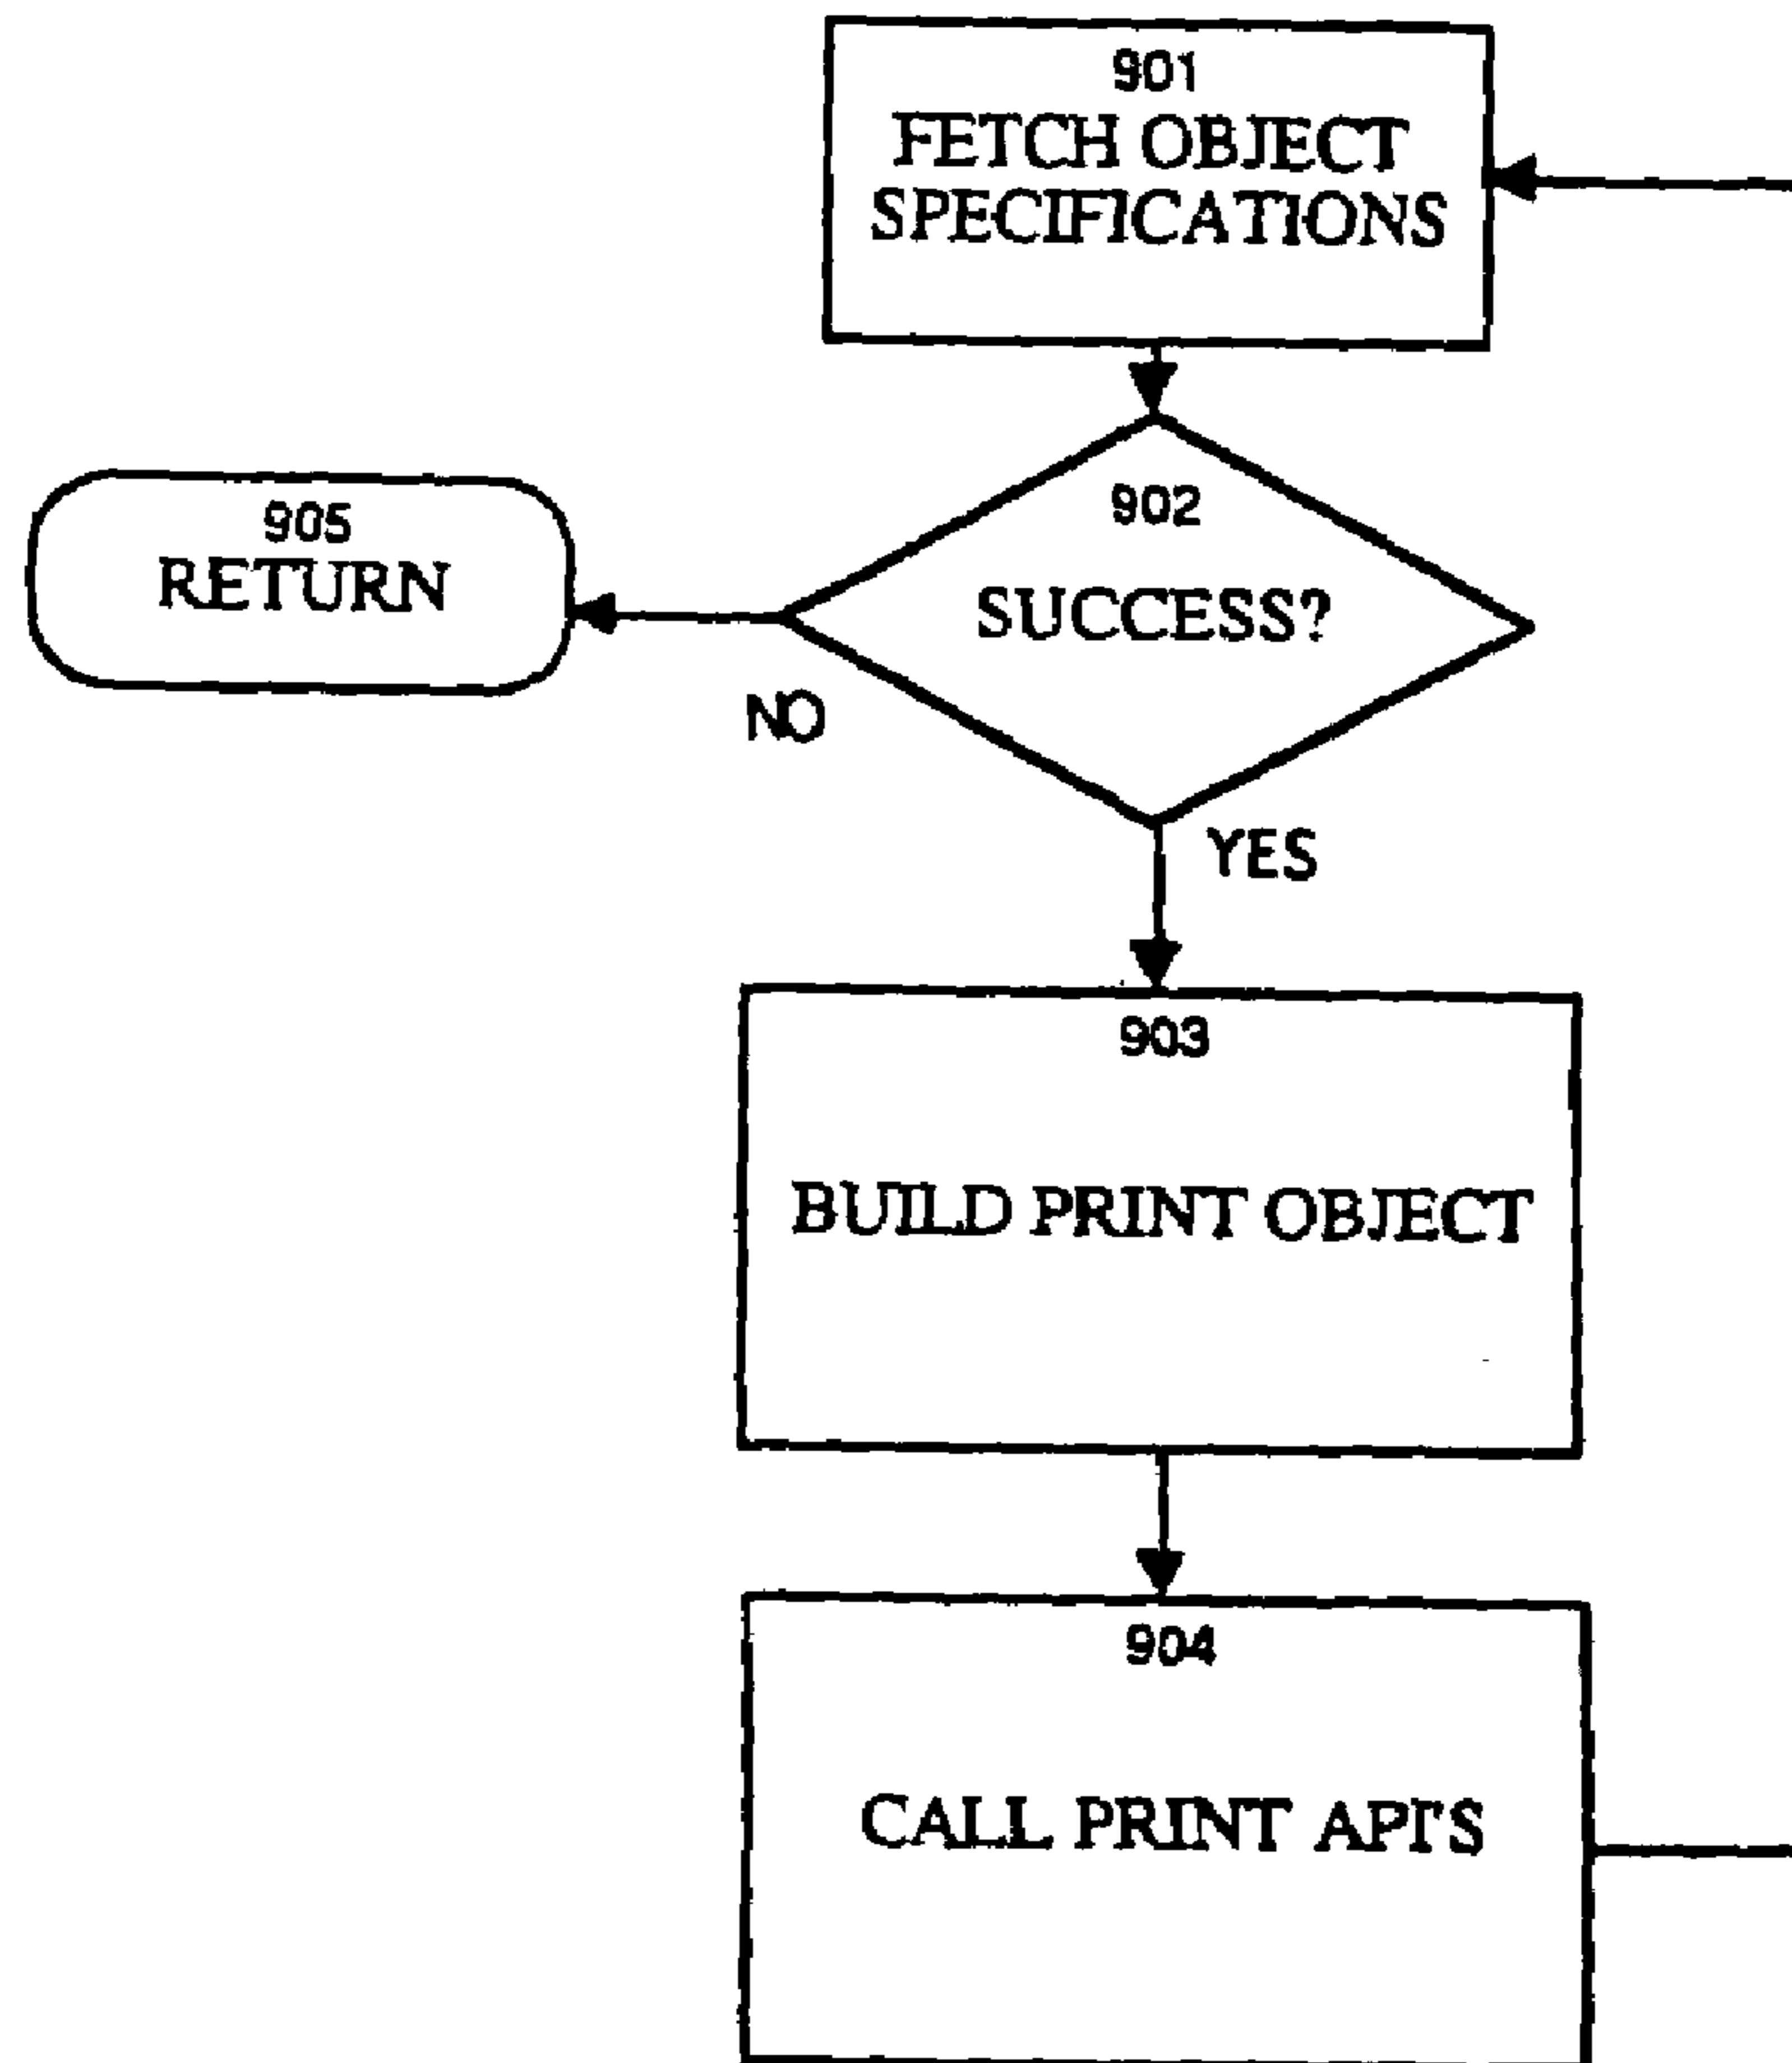 901
FETCH OBJECT
SPECIFICATIONS
902
SUCCESS?
905
RETURN
NO
YES
903
BUILD PRINT OBJECT
904
CALL PRINT API'S